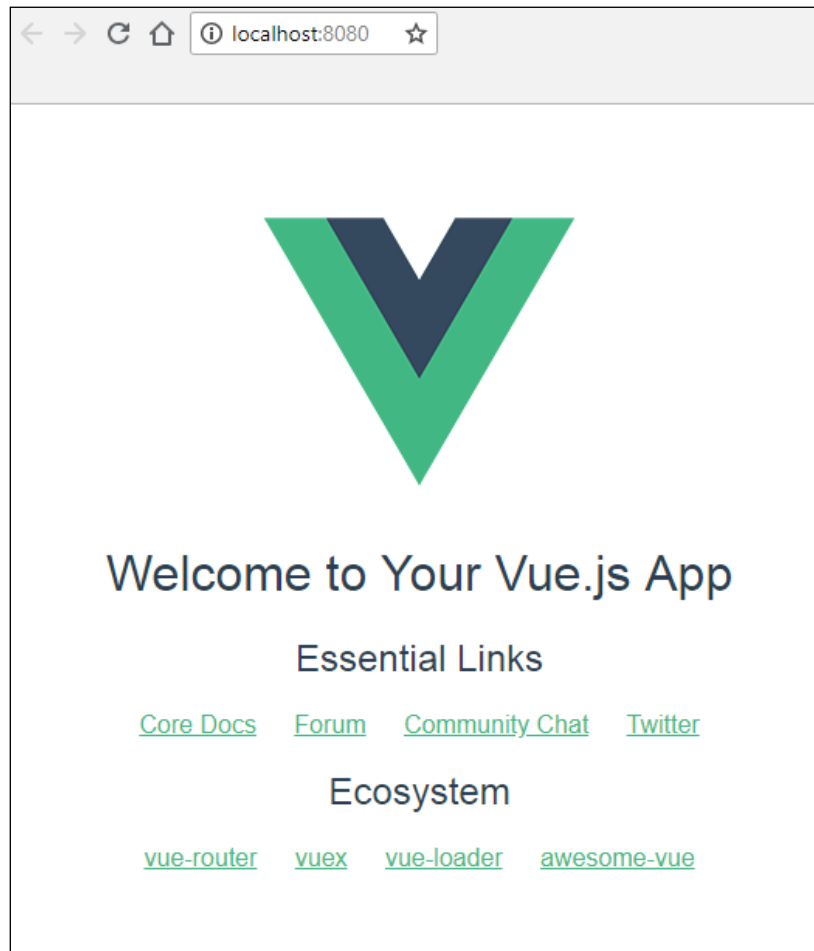 localhost:8080
Welcome to Your Vue.js App
Essential Links
Core Docs Forum Community Chat Twitter
Ecosystem
vue-router vuex vue-loader awesome-vue